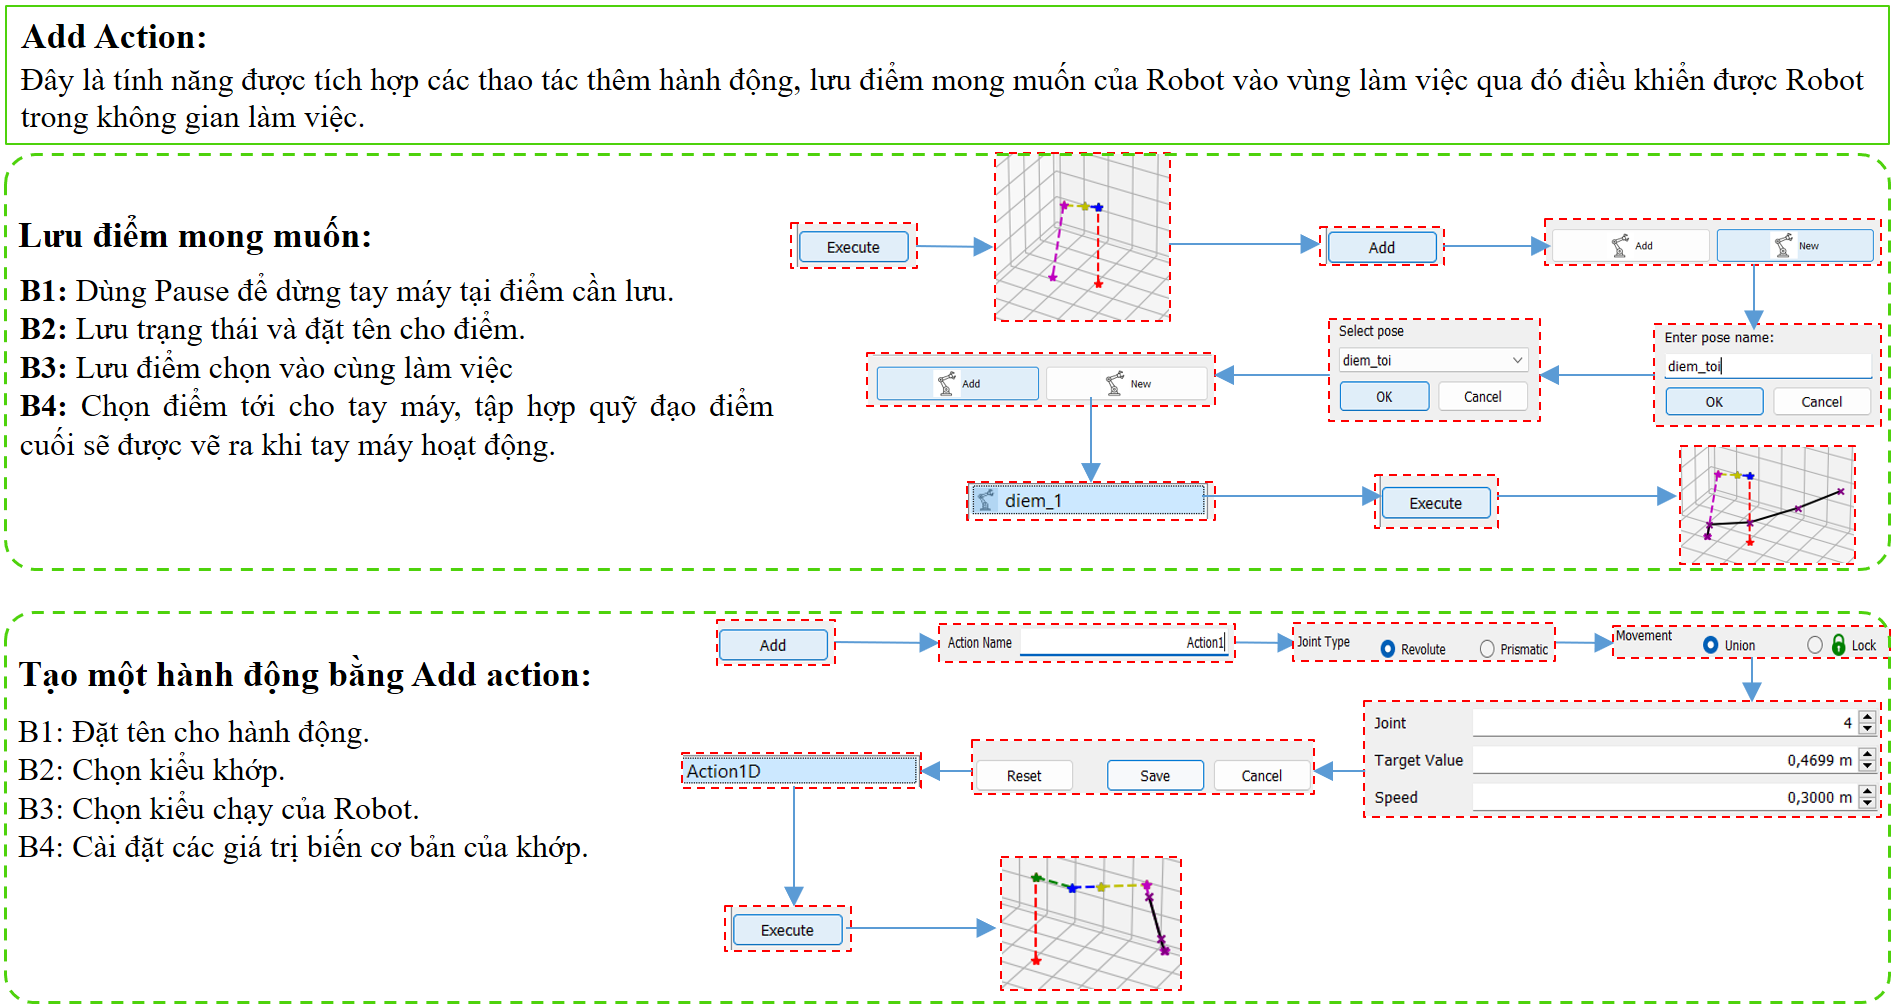 Add Action:
Đây là tính năng được tích hợp các thao tác thêm hành động, lưu điểm mong muốn của Robot vào vùng làm việc qua đó điều khiển được Robot
trong không gian làm việc.
Lưu điểm mong muốn:
B1: Dùng Pause để dừng tay máy tại điểm cần lưu.
B2: Lưu trạng thái và đặt tên cho điểm.
B3: Lưu điểm chọn vào cùng làm việc
B4: Chọn điểm tới cho tay máy, tập hợp quỹ đạo điểm
cuối sẽ được vẽ ra khi tay máy hoạt động.
Execute
Add
Add New
Enter pose name:
diem_toi
OK Cancel
Select pose
diem_toi
OK Cancel
Add New
diem_1
Execute
Tạo một hành động bằng Add action:
B1: Đặt tên cho hành động.
B2: Chọn kiểu khớp.
B3: Chọn kiểu chạy của Robot.
B4: Cài đặt các giá trị biến cơ bản của khớp.
Add
Action Name Action1
Joint Type Revolute Prismatic
Movement Union Lock
Joint 4
Target Value 0,4699 m
Speed 0,3000 m
Reset Save Cancel
Action1D
Execute